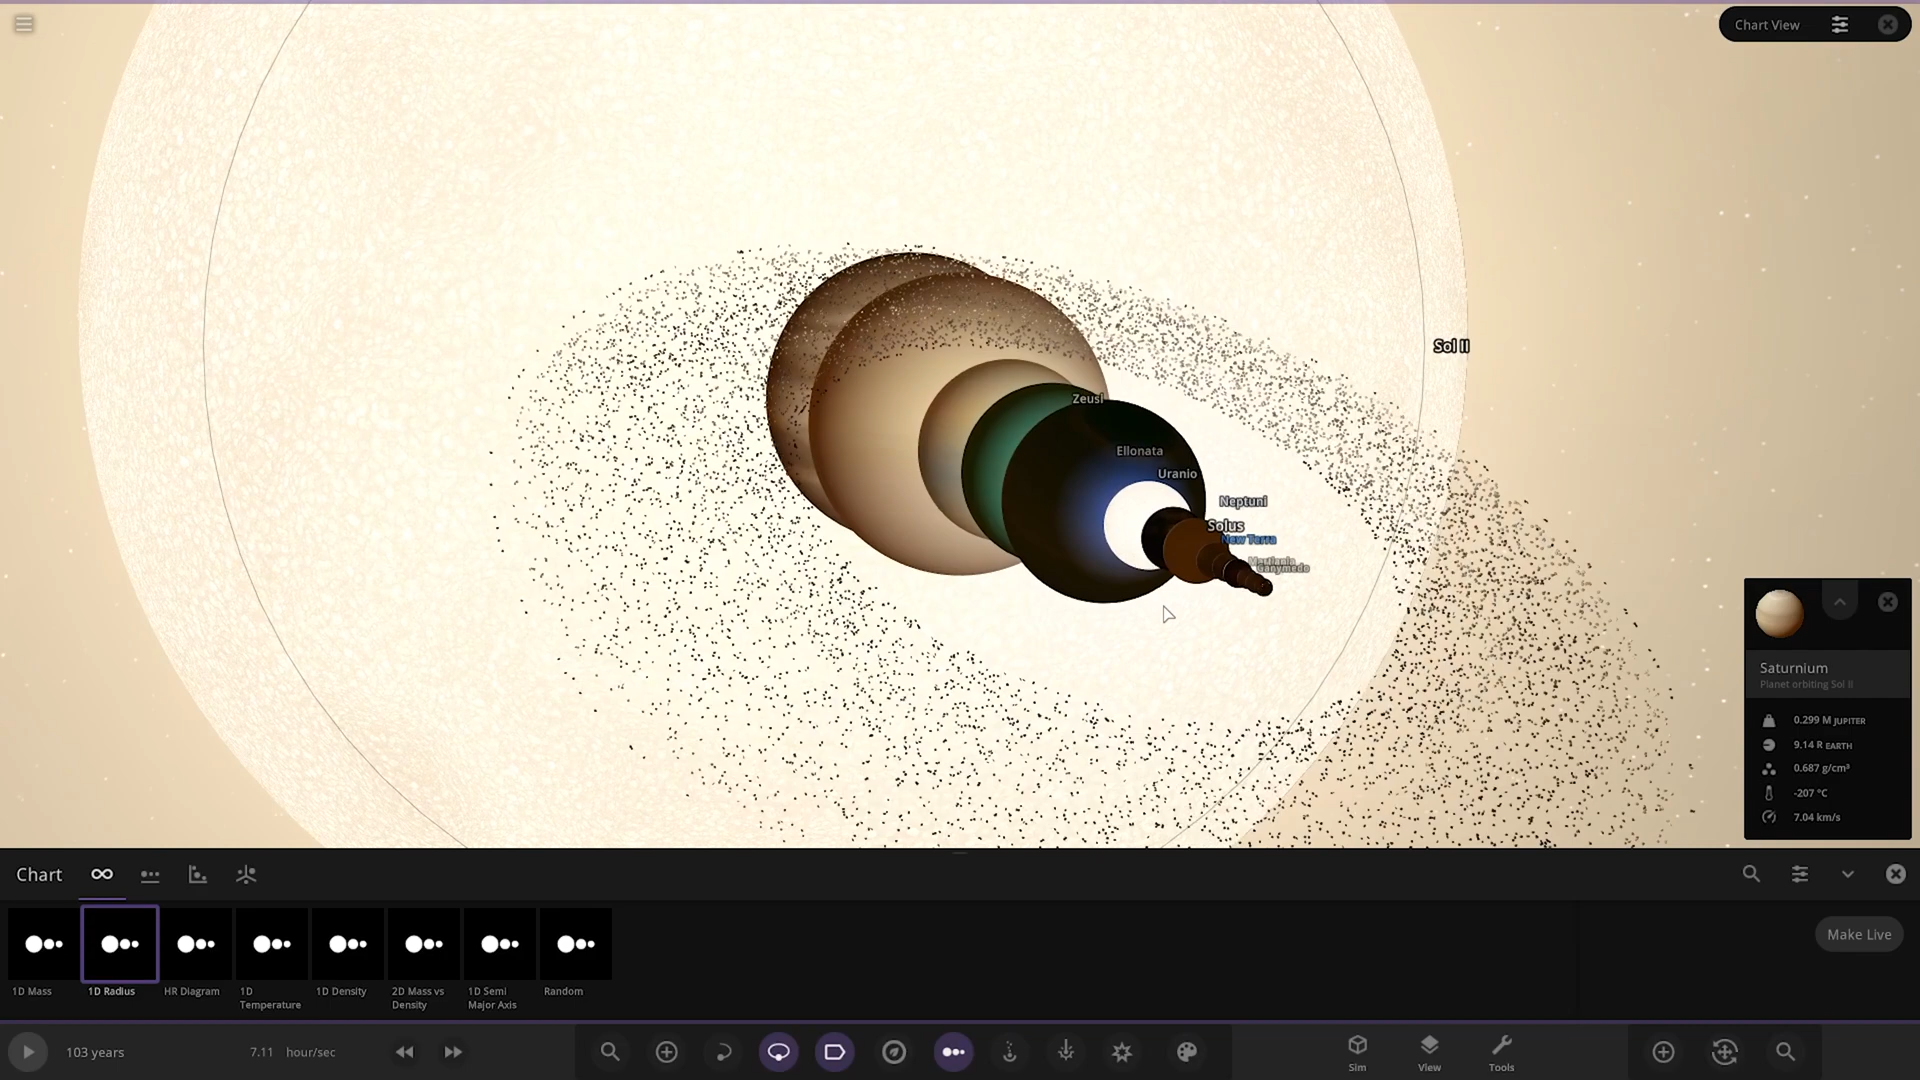 Chart View
Sol II
Zeusi
Ellonata
Uranio
Neptuni
Solus
New Terra
Ganymedo
Saturnium
Planet orbiting Sol II
0.299 M JUPITER
9.14 R EARTH
0.687 g/cm³
-207 °C
7.04 km/s
Chart
1D Mass
1D Radius
HR Diagram
1D Temperature
1D Density
2D Mass vs Density
1D Semi Major Axis
Random
Make Live
103 years
7.11 hour/sec
Sim
View
Tools